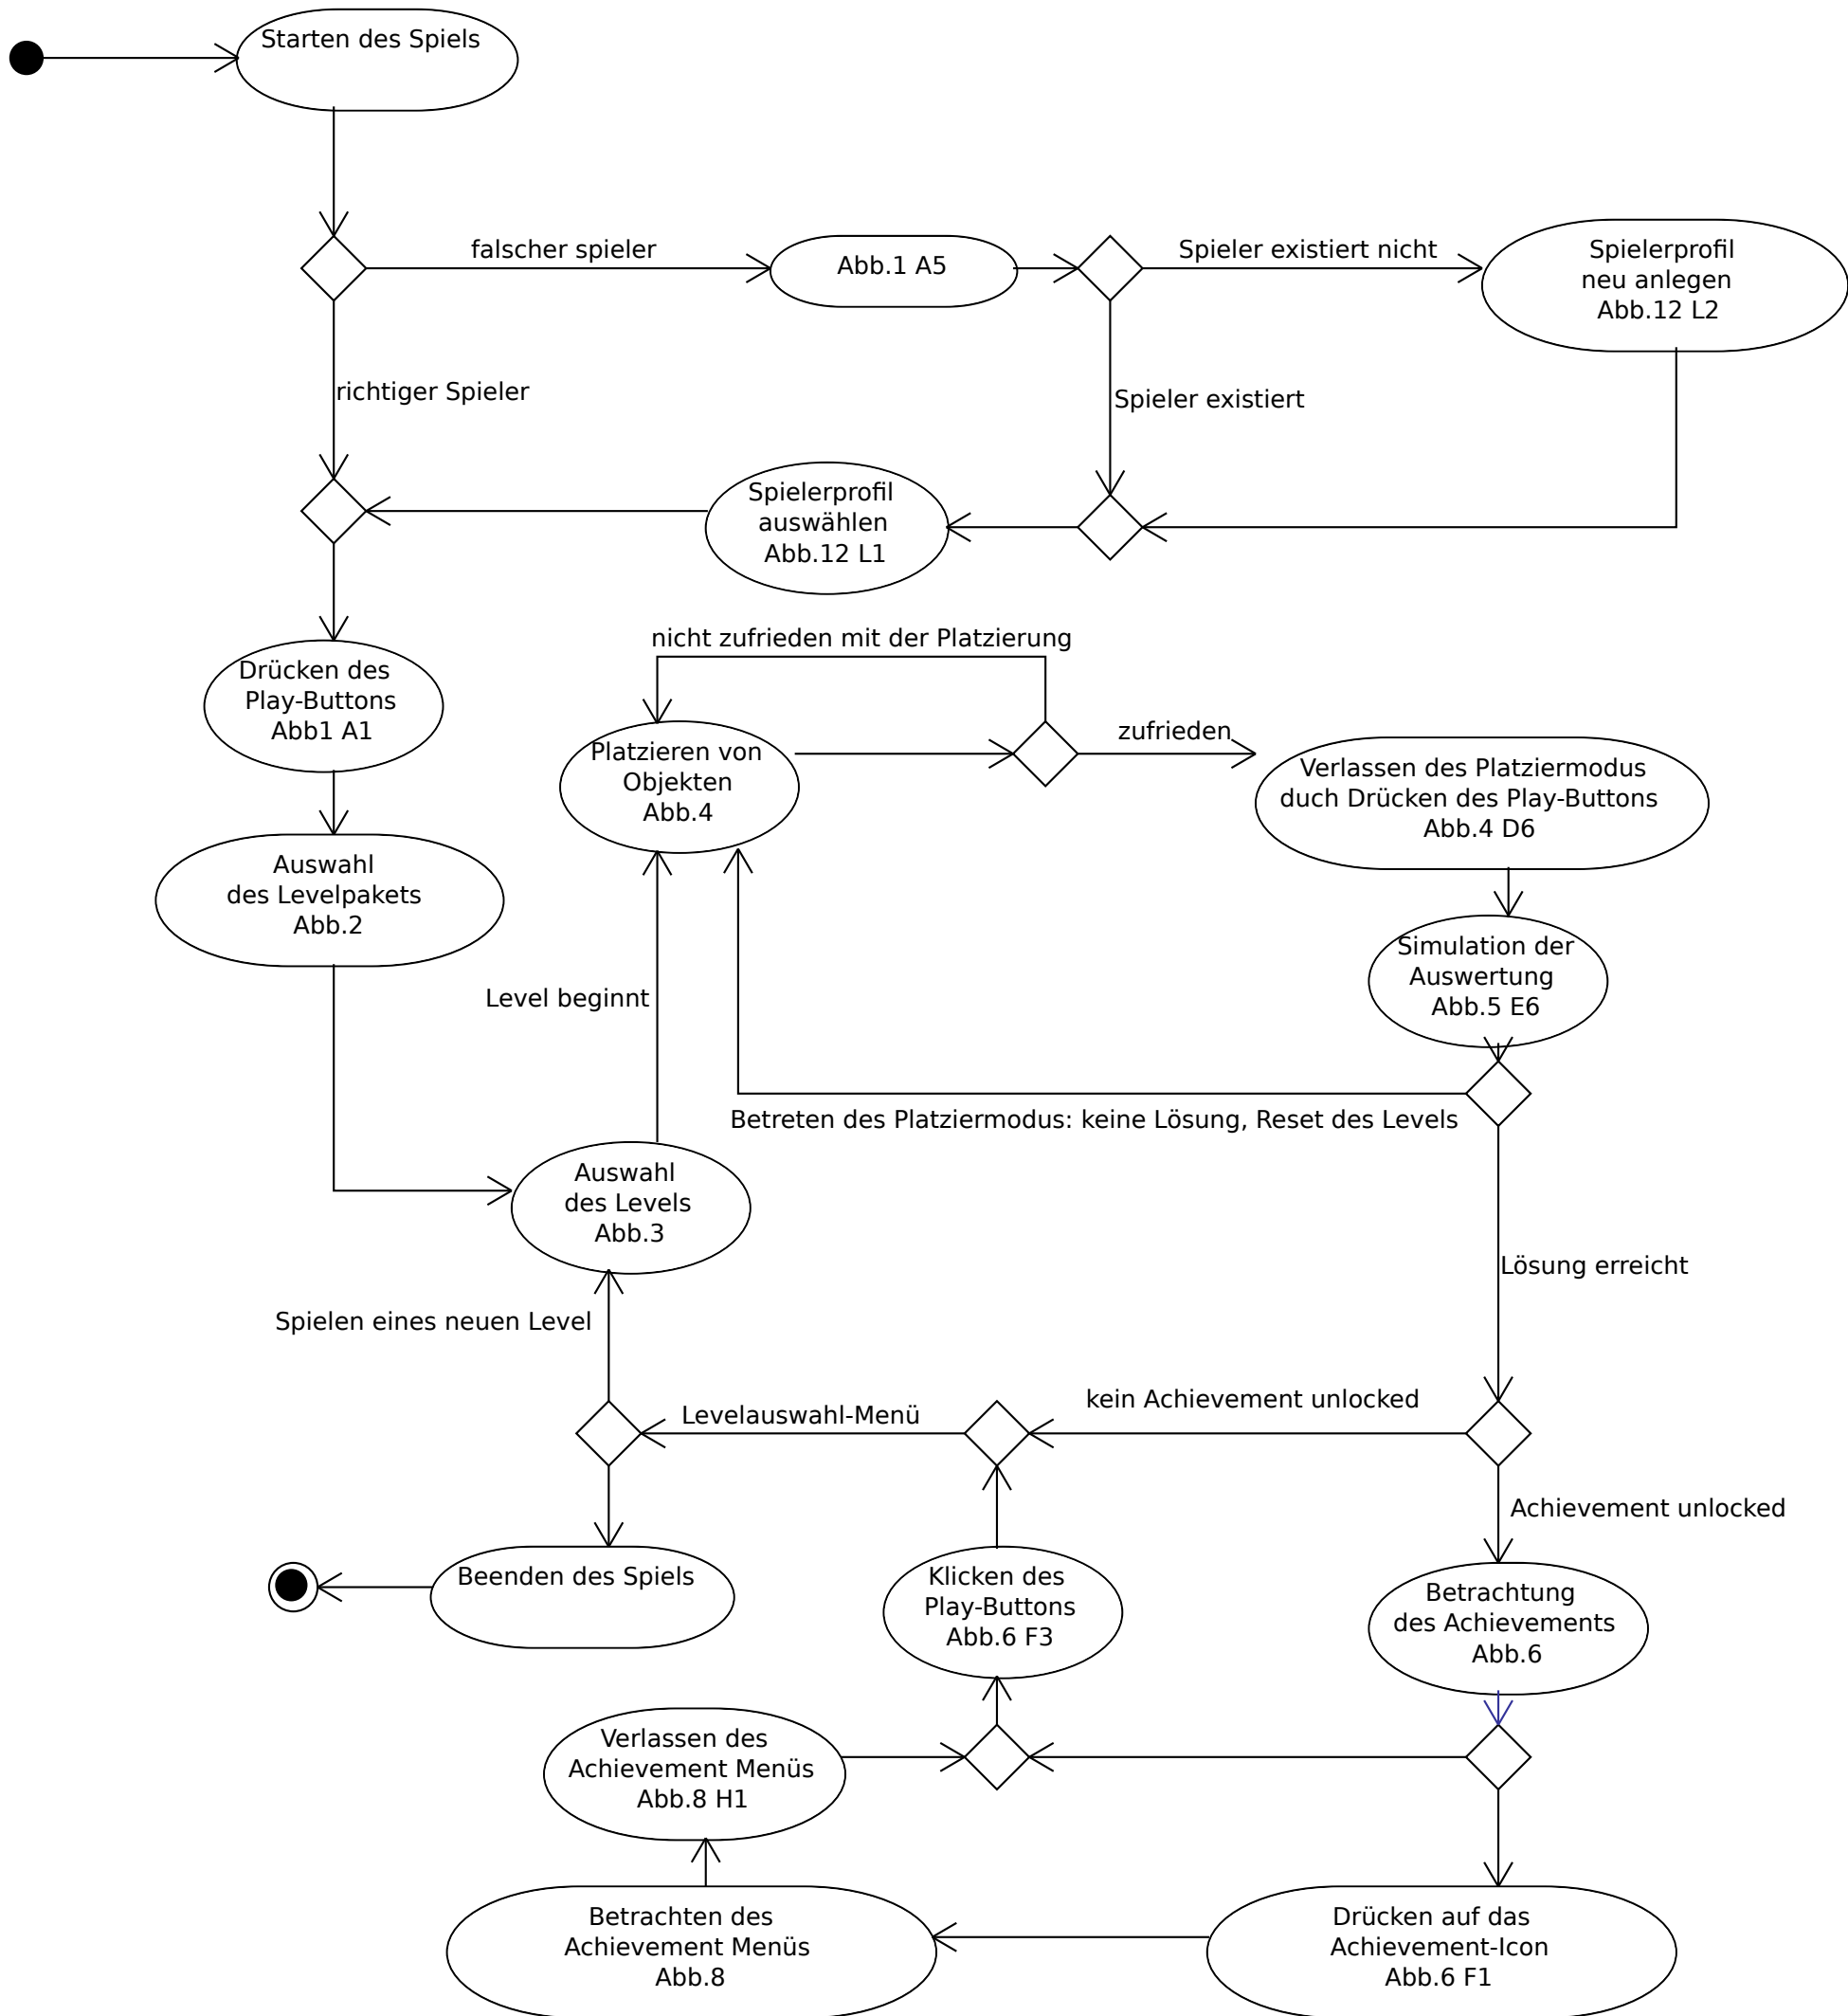 Starten des Spiels
falscher spieler
Abb.1 A5
Spieler existiert nicht
Spielerprofil
neu anlegen
Abb.12 L2
richtiger Spieler
Spieler existiert
Spielerprofil
auswählen
Abb.12 L1
Drücken des
Play-Buttons
Abb1 A1
nicht zufrieden mit der Platzierung
Platzieren von
Objekten
Abb.4
zufrieden
Verlassen des Platziermodus
duch Drücken des Play-Buttons
Abb.4 D6
Auswahl
des Levelpakets
Abb.2
Simulation der
Auswertung
Abb.5 E6
Level beginnt
Betreten des Platziermodus: keine Lösung, Reset des Levels
Auswahl
des Levels
Abb.3
Lösung erreicht
Spielen eines neuen Level
Levelauswahl-Menü
kein Achievement unlocked
Achievement unlocked
Beenden des Spiels
Klicken des
Play-Buttons
Abb.6 F3
Betrachtung
des Achievements
Abb.6
Verlassen des
Achievement Menüs
Abb.8 H1
Betrachten des
Achievement Menüs
Abb.8
Drücken auf das
Achievement-Icon
Abb.6 F1